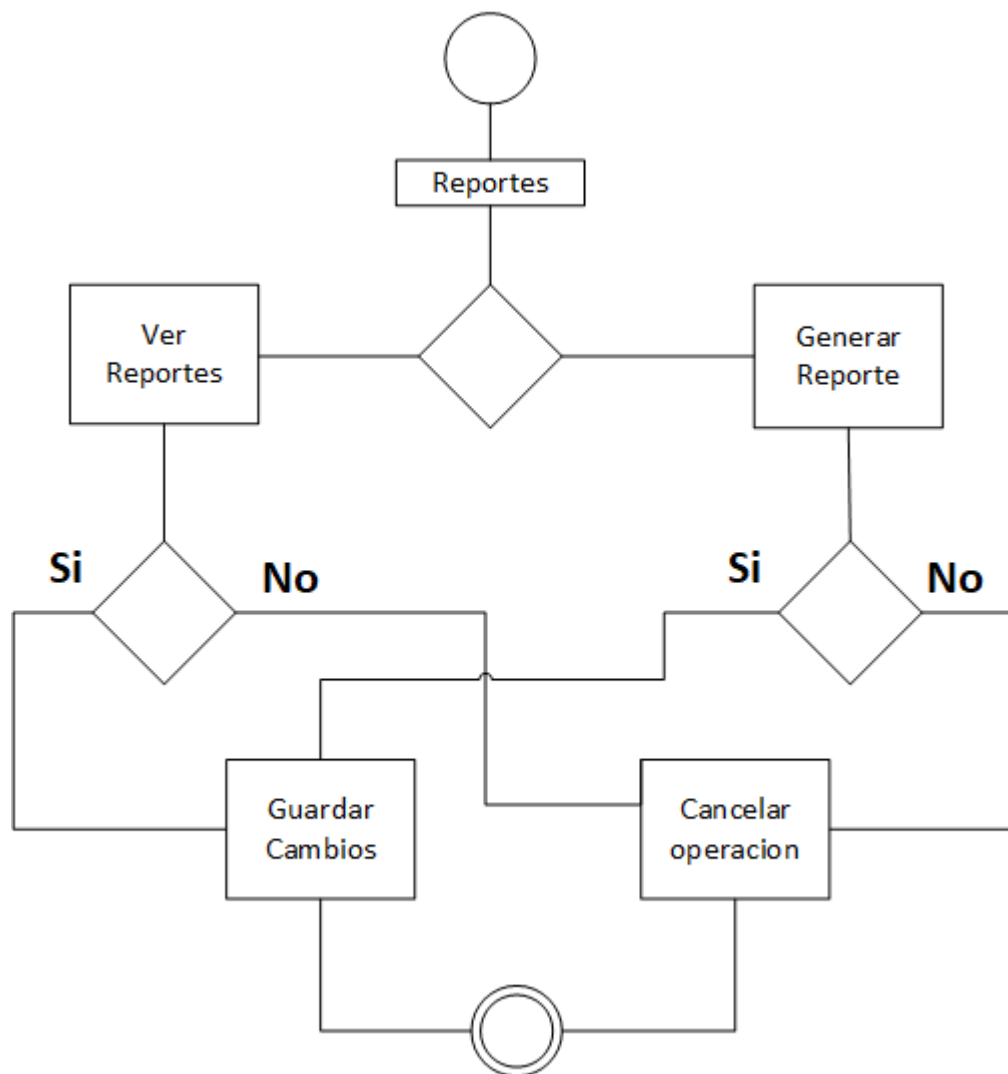 Reportes
Ver
Reportes
Generar
Reporte
Si
No
Si
No
Guardar
Cambios
Cancelar
operacion